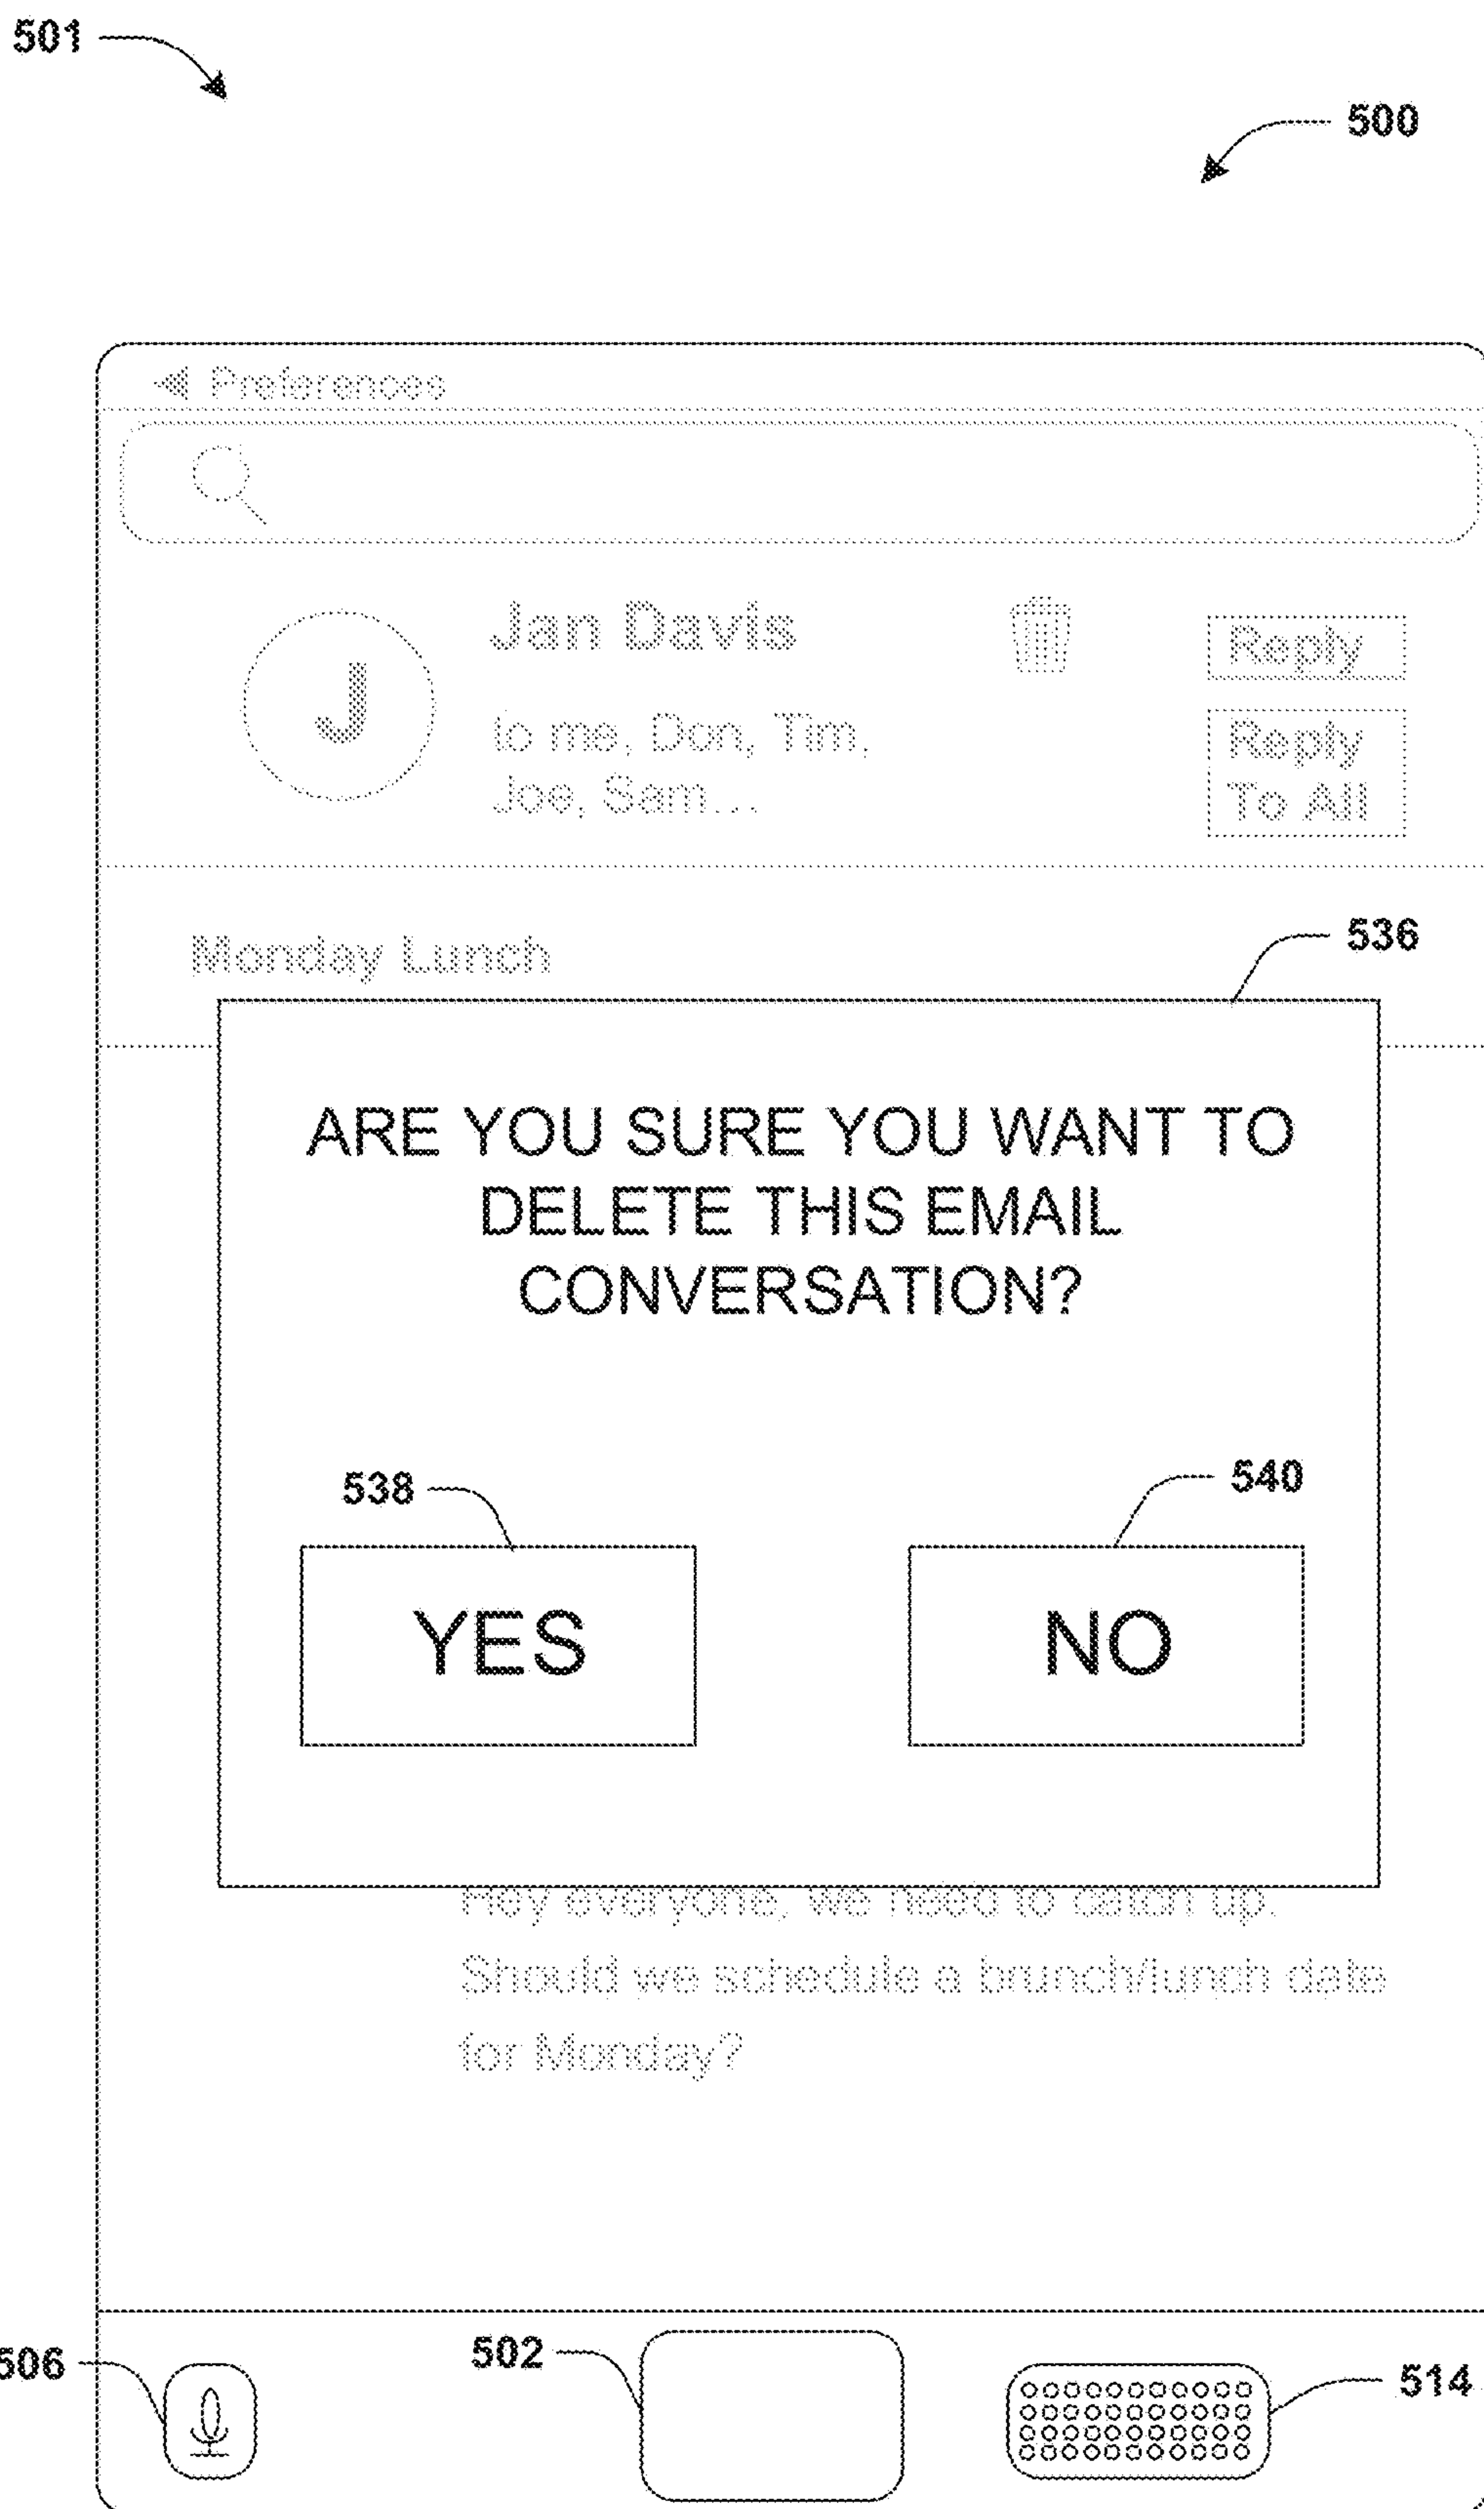 501
500
Preferences
J
Jan Davis
to me, Don, Tim,
Joe, Sam...
Reply
Reply
To All
Monday Lunch
536
ARE YOU SURE YOU WANT TO
DELETE THIS EMAIL
CONVERSATION?
538
540
YES
NO
Hey everyone, we need to catch up.
Should we schedule a brunch/lunch date
for Monday?
506
502
514